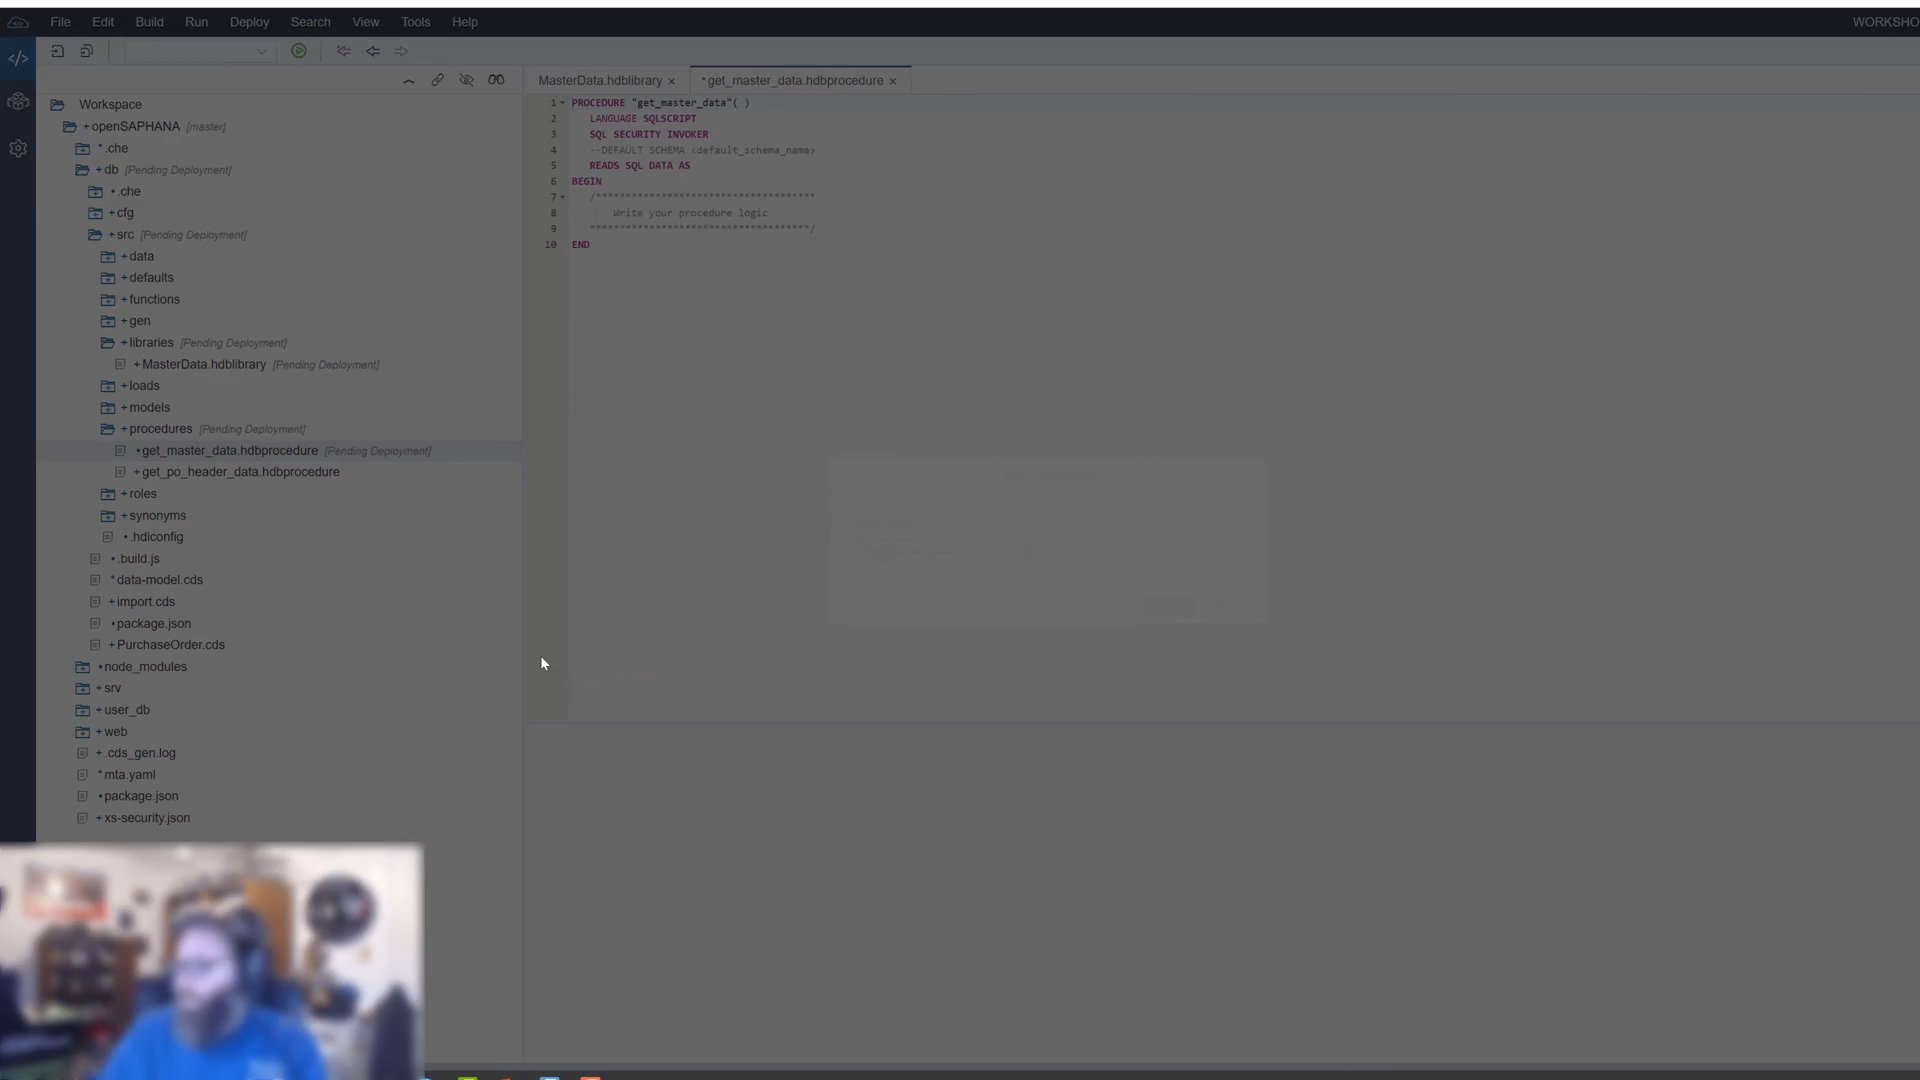 File Edit Build Run Deploy Search View Tools Help WORKSHO
MasterData.hdblibrary × *get_master_data.hdbprocedure ×
Workspace
+openSAPHANA [master]
* .che
+db [Pending Deployment]
•.che
+cfg
+src [Pending Deployment]
+data
+defaults
+functions
+gen
+libraries [Pending Deployment]
+MasterData.hdblibrary [Pending Deployment]
+loads
+models
+procedures [Pending Deployment]
•get_master_data.hdbprocedure [Pending Deployment]
+get_po_header_data.hdbprocedure
+roles
+synonyms
•.hdiconfig
•.build.js
*data-model.cds
+import.cds
•package.json
+PurchaseOrder.cds
•node_modules
+srv
+user_db
+web
+.cds_gen.log
*mta.yaml
•package.json
+xs-security.json
1 PROCEDURE "get_master_data"( )
2 LANGUAGE SQLSCRIPT
3 SQL SECURITY INVOKER
4 --DEFAULT SCHEMA <default_schema_name>
5 READS SQL DATA AS
6 BEGIN
7 /*************************************
8 Write your procedure logic
9 *************************************/
10 END